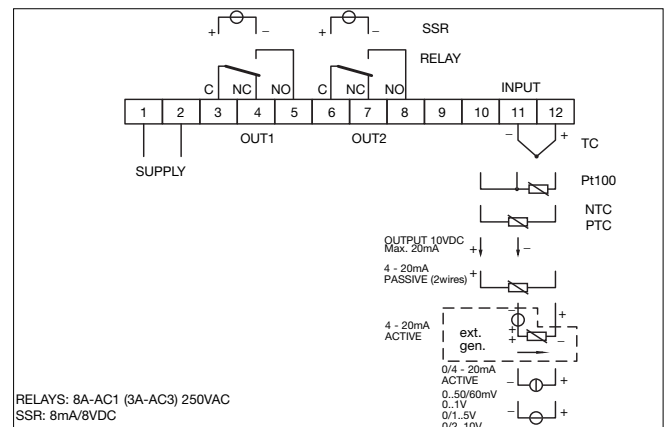 SSR
+ − + −
RELAY
C NC NO C NC NO INPUT
1 2 3 4 5 6 7 8 9 10 11 12
OUT1 OUT2 − + TC
SUPPLY
Pt100
NTC
PTC
OUTPUT 10VDC
Max. 20mA + −
4 - 20mA
PASSIVE (2wires) +
4 - 20mA
ACTIVE
ext.
gen.
− + + + −
0/4 - 20mA
ACTIVE − +
0..50/60mV
0..1V
0/1..5V − +
0/2..10V
RELAYS: 8A-AC1 (3A-AC3) 250VAC
SSR: 8mA/8VDC